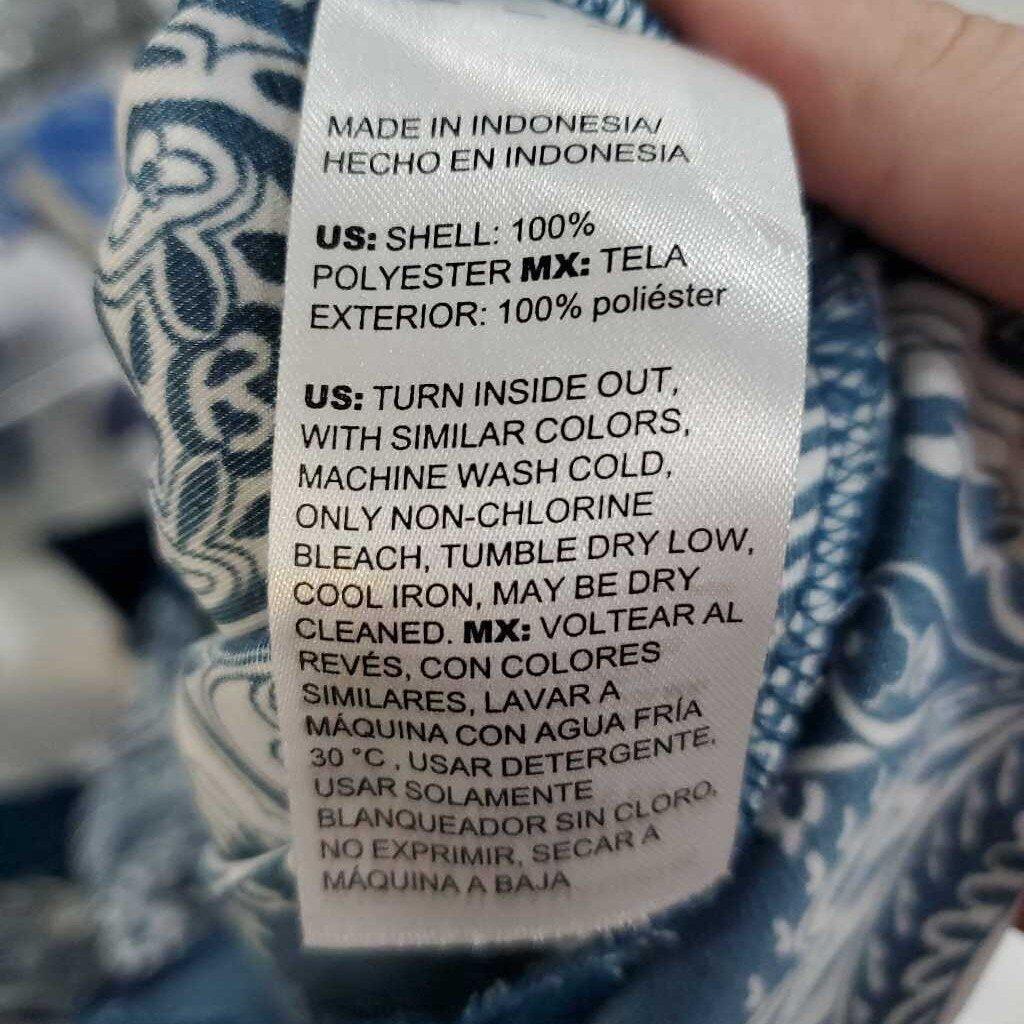 MADE IN INDONESIA/
HECHO EN INDONESIA
US: SHELL: 100%
POLYESTER MX: TELA
EXTERIOR: 100% poliéster
US: TURN INSIDE OUT,
WITH SIMILAR COLORS,
MACHINE WASH COLD,
ONLY NON-CHLORINE
BLEACH, TUMBLE DRY LOW,
COOL IRON, MAY BE DRY
CLEANED. MX: VOLTEAR AL
REVÉS, CON COLORES
SIMILARES, LAVAR A
MÁQUINA CON AGUA FRÍA
30 °C , USAR DETERGENTE,
USAR SOLAMENTE
BLANQUEADOR SIN CLORO,
NO EXPRIMIR, SECAR A
MÁQUINA A BAJA